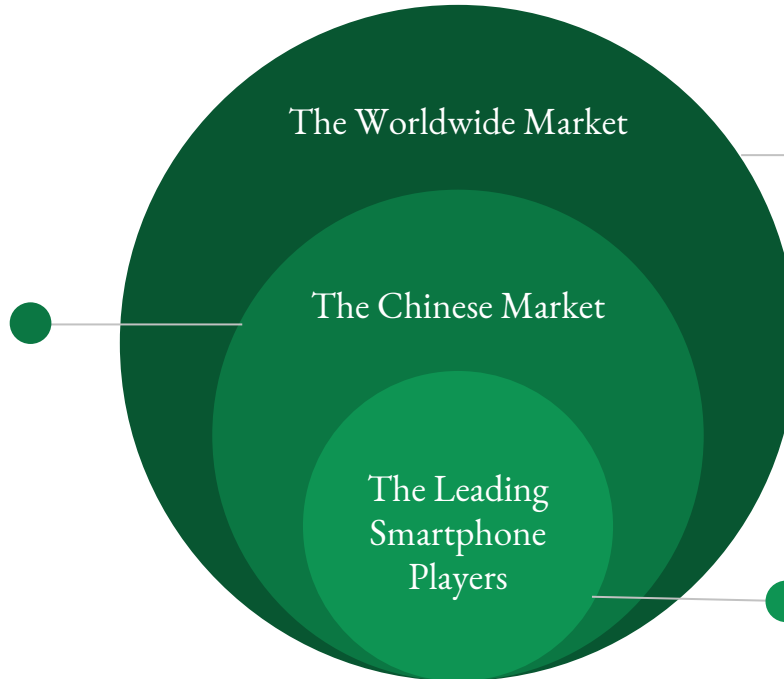 The Worldwide Market
The Chinese Market
The Leading
Smartphone
Players